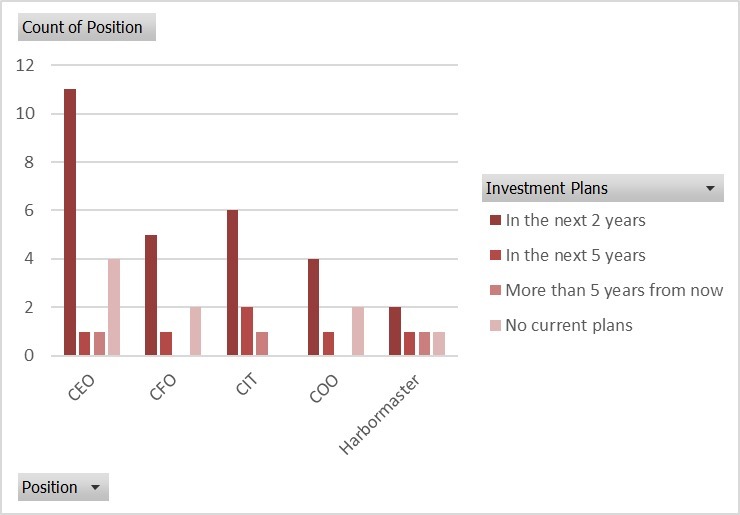 Count of Position
12
10
8
6
4
2
0
CEO
CFO
CIT
COO
Harbormaster
Investment Plans
In the next 2 years
In the next 5 years
More than 5 years from now
No current plans
Position